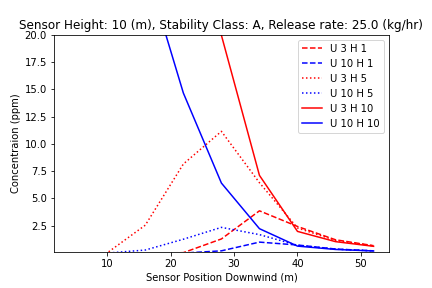 Sensor Height: 10 (m), Stability Class: A, Release rate: 25.0 (kg/hr)
20.0
17.5
15.0
12.5
10.0
7.5
5.0
2.5
Concentraion (ppm)
U 3 H 1
U 10 H 1
U 3 H 5
U 10 H 5
U 3 H 10
U 10 H 10
10 20 30 40 50
Sensor Position Downwind (m)